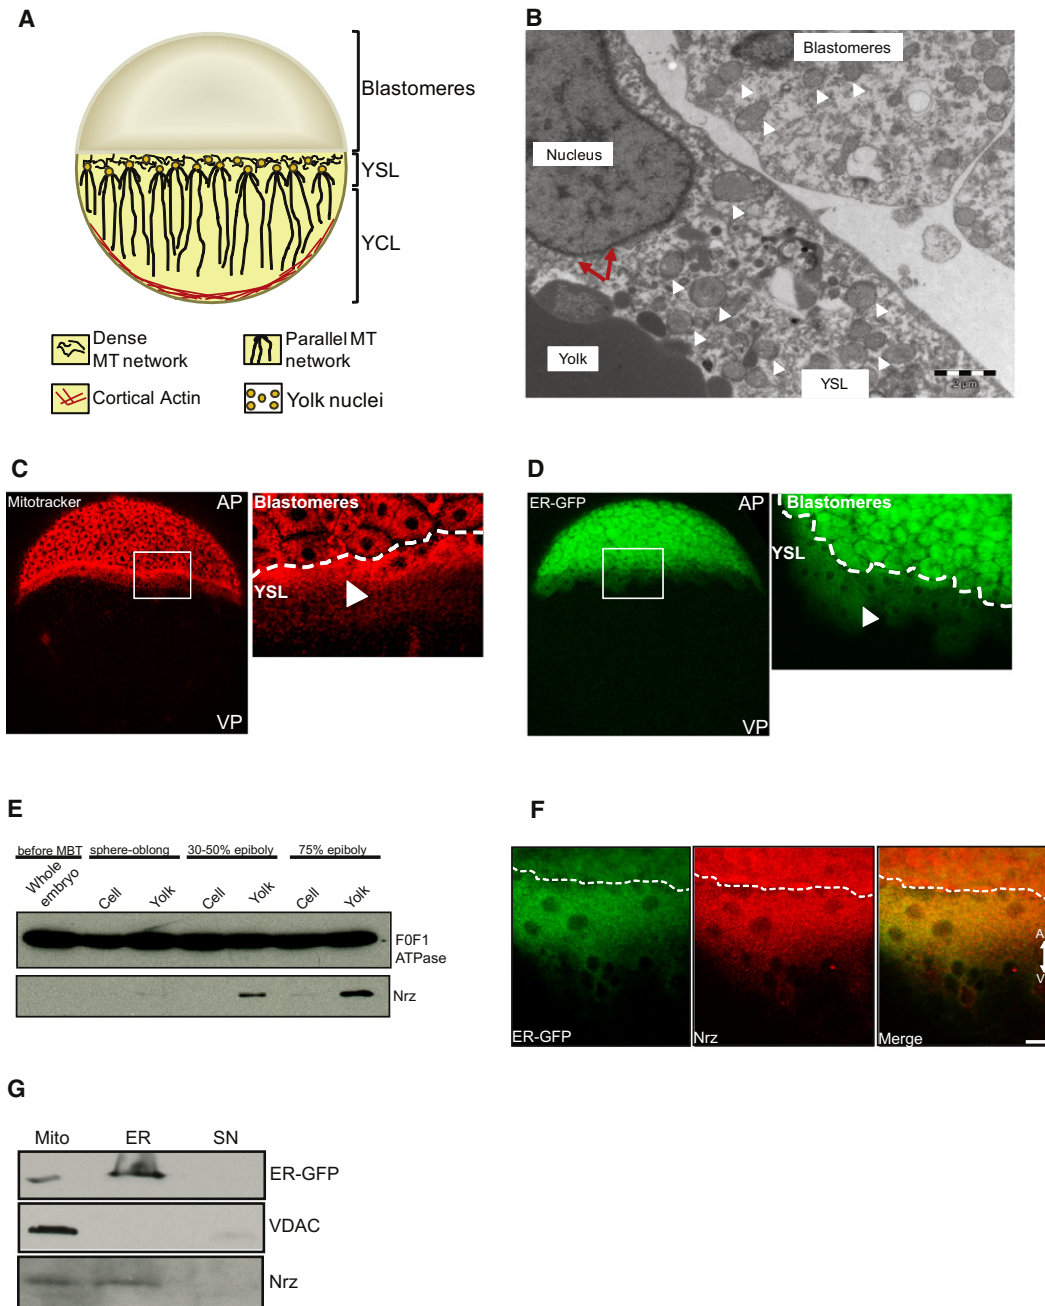 A
Blastomeres
YSL
YCL
Dense
MT network
Parallel MT
network
Cortical Actin
Yolk nuclei
B
Blastomeres
Nucleus
Yolk
YSL
2 µm
C
Mitotracker
AP
VP
Blastomeres
YSL
D
ER-GFP
AP
VP
Blastomeres
YSL
E
before MBT
sphere-oblong
30-50% epiboly
75% epiboly
Whole
embryo
Cell
Yolk
Cell
Yolk
Cell
Yolk
F0F1
ATPase
Nrz
F
ER-GFP
Nrz
Merge
A
V
G
Mito
ER
SN
ER-GFP
VDAC
Nrz